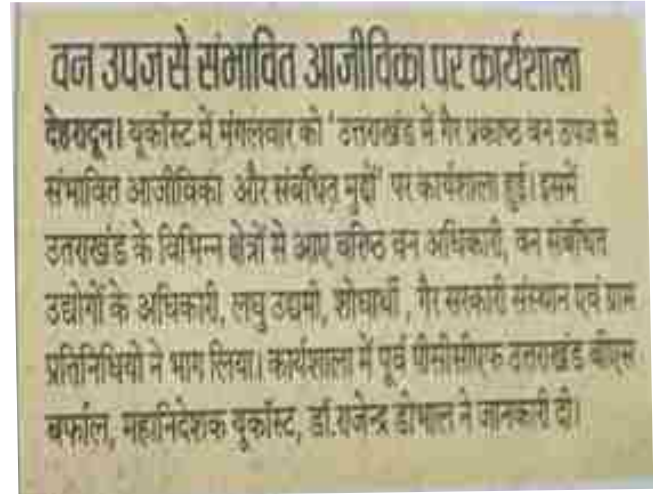 वन उपज से संभावित आजीविका पर कार्यशाला
देहरादून। यूकॉस्ट में मंगलवार को 'उत्तराखंड में गैर प्रकाष्ठ वन उपज से
संभावित आजीविका और संबंधित मुद्दों' पर कार्यशाला हुई। इसमें
उत्तराखंड के विभिन्न क्षेत्रों से आए वरिष्ठ वन अधिकारी, वन संबंधित
उद्योगों के अधिकारी, लघु उद्यमी, शोधार्थी, गैर सरकारी संस्थान एवं ग्राम
प्रतिनिधियों ने भाग लिया। कार्यशाला में पूर्व पीसीसीएफ उत्तराखंड बीएस
बर्फाल, महानिदेशक यूकॉस्ट, डॉ. राजेन्द्र डोभाल ने जानकारी दी।